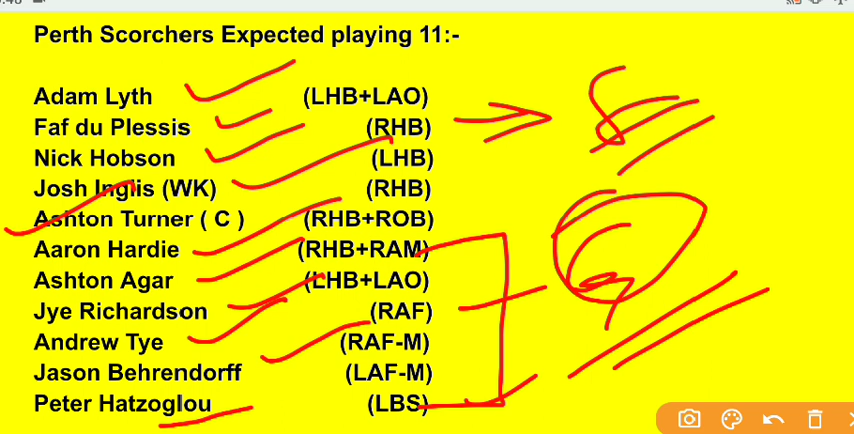 Perth Scorchers Expected playing 11:-
Adam Lyth (LHB+LAO)
Faf du Plessis (RHB)
Nick Hobson (LHB)
Josh Inglis (WK) (RHB)
Ashton Turner ( C ) (RHB+ROB)
Aaron Hardie (RHB+RAM)
Ashton Agar (LHB+LAO)
Jye Richardson (RAF)
Andrew Tye (RAF-M)
Jason Behrendorff (LAF-M)
Peter Hatzoglou (LBS)